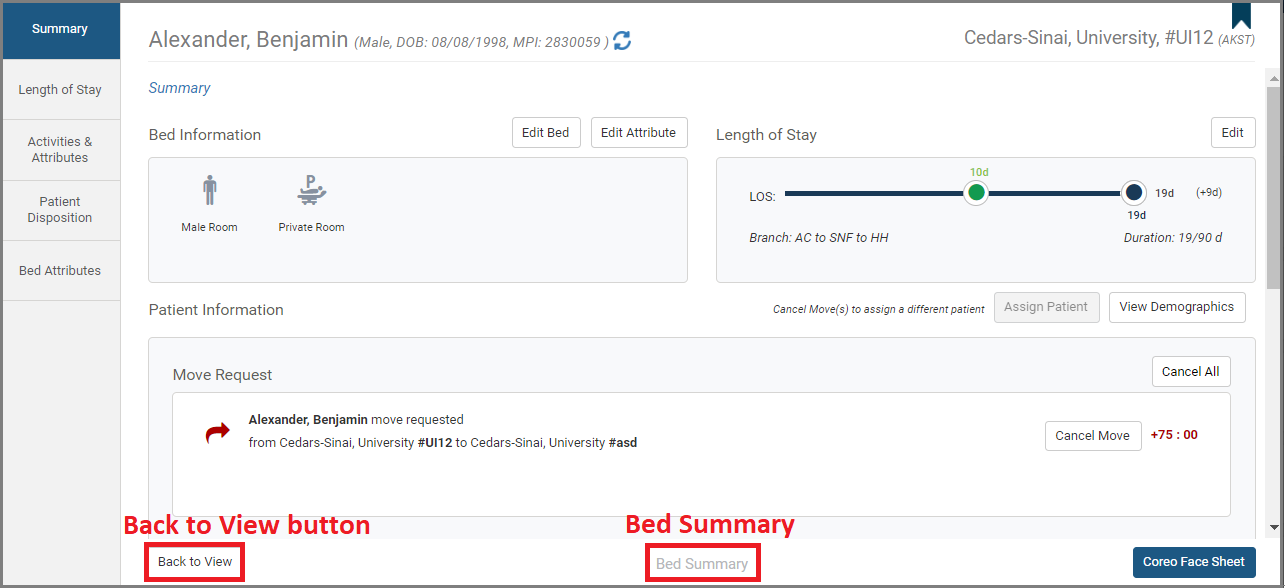 Summary
Length of Stay
Activities &
Attributes
Patient
Disposition
Bed Attributes
Alexander, Benjamin (Male, DOB: 08/08/1998, MPI: 2830059 )
Cedars-Sinai, University, #UI12 (AKST)
Summary
Bed Information
Edit Bed
Edit Attribute
P
Male Room
Private Room
Length of Stay
Edit
10d
LOS:
19d
(+9d)
19d
Branch: AC to SNF to HH
Duration: 19/90 d
Patient Information
Cancel Move(s) to assign a different patient
Assign Patient
View Demographics
Move Request
Cancel All
Alexander, Benjamin move requested
from Cedars-Sinai, University #UI12 to Cedars-Sinai, University #asd
Cancel Move
+75 : 00
Back to View button
Bed Summary
Back to View
Bed Summary
Coreo Face Sheet